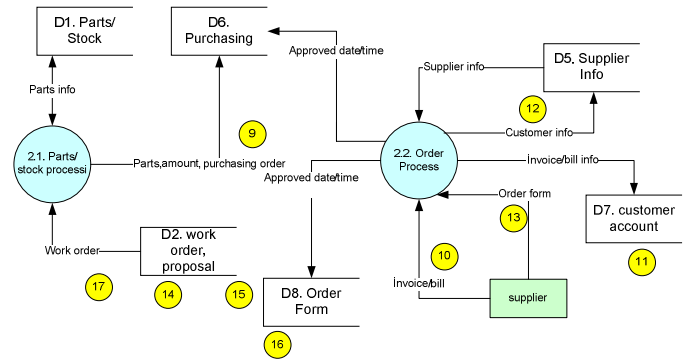 D1. Parts/
Stock
D6.
Purchasing
Approved date/time
Supplier info
D5. Supplier
Info
Parts info
12
9
Customer info
2.1. Parts/
stock processi
Parts,amount, purchasing order
2.2. Order
Process
İnvoice/bill info
Approved date/time
Order form
13
D7. customer
account
D2. work
order,
proposal
Work order
10
11
17
14
15
D8. Order
Form
İnvoice/bill
supplier
16